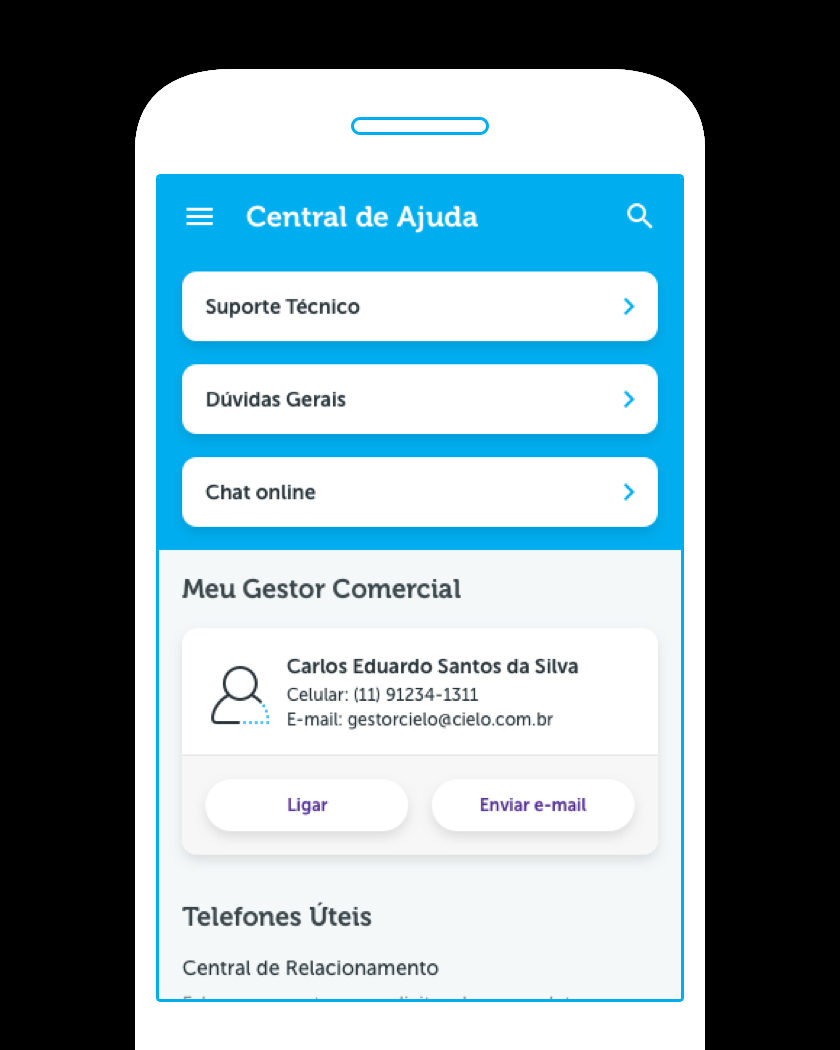 Central de Ajuda
Suporte Técnico
Dúvidas Gerais
Chat online
Meu Gestor Comercial
Carlos Eduardo Santos da Silva
Celular: (11) 91234-1311
E-mail: gestorcielo@cielo.com.br
Ligar
Enviar e-mail
Telefones Úteis
Central de Relacionamento